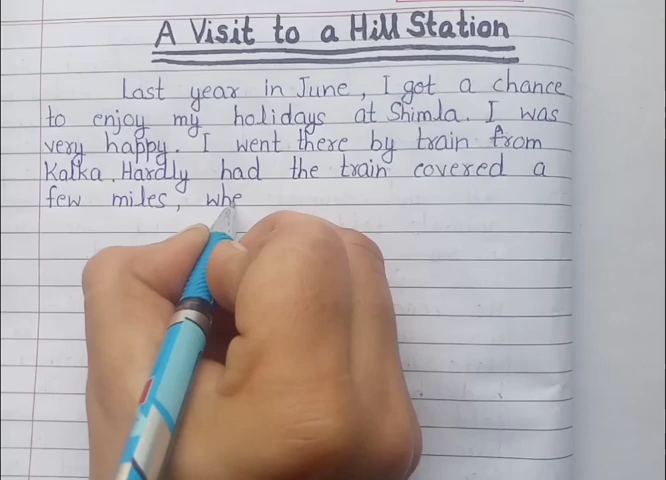 A Visit to a Hill Station
Last year in June, I got a chance
to enjoy my holidays at Shimla. I was
very happy. I went there by train from
Kalka. Hardly had the train covered a
few miles, whe